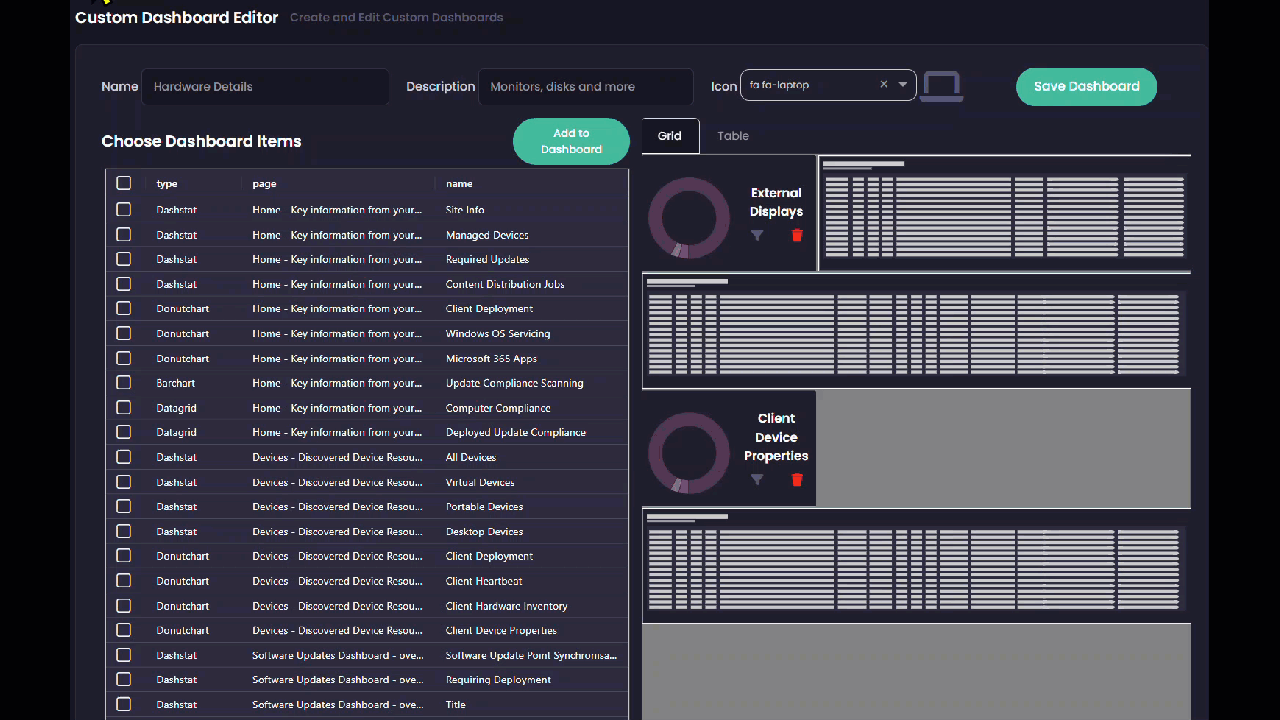 Custom Dashboard Editor Create and Edit Custom Dashboards
Name Hardware Details Description Monitors, disks and more Icon fa fa-laptop Save Dashboard
Choose Dashboard Items
Add to
Dashboard
Grid Table
type page name
Dashstat Home - Key information from your... Site Info
Dashstat Home - Key information from your... Managed Devices
Dashstat Home - Key information from your... Required Updates
Dashstat Home - Key information from your... Content Distribution Jobs
Donutchart Home - Key information from your... Client Deployment
Donutchart Home - Key information from your... Windows OS Servicing
Donutchart Home - Key information from your... Microsoft 365 Apps
Barchart Home - Key information from your... Update Compliance Scanning
Datagrid Home - Key information from your... Computer Compliance
Datagrid Home - Key information from your... Deployed Update Compliance
Dashstat Devices - Discovered Device Resou... All Devices
Dashstat Devices - Discovered Device Resou... Virtual Devices
Dashstat Devices - Discovered Device Resou... Portable Devices
Dashstat Devices - Discovered Device Resou... Desktop Devices
Donutchart Devices - Discovered Device Resou... Client Deployment
Donutchart Devices - Discovered Device Resou... Client Heartbeat
Donutchart Devices - Discovered Device Resou... Client Hardware Inventory
Donutchart Devices - Discovered Device Resou... Client Device Properties
Dashstat Software Updates Dashboard - ove... Software Update Point Synchronisa...
Dashstat Software Updates Dashboard - ove... Requiring Deployment
Dashstat Software Updates Dashboard - ove... Title
External
Displays
Client
Device
Properties